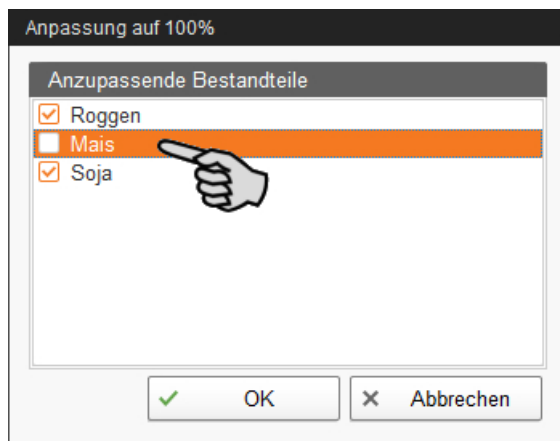 Anpassung auf 100%
Anzupassende Bestandteile
Roggen
Mais
Soja
OK Abbrechen